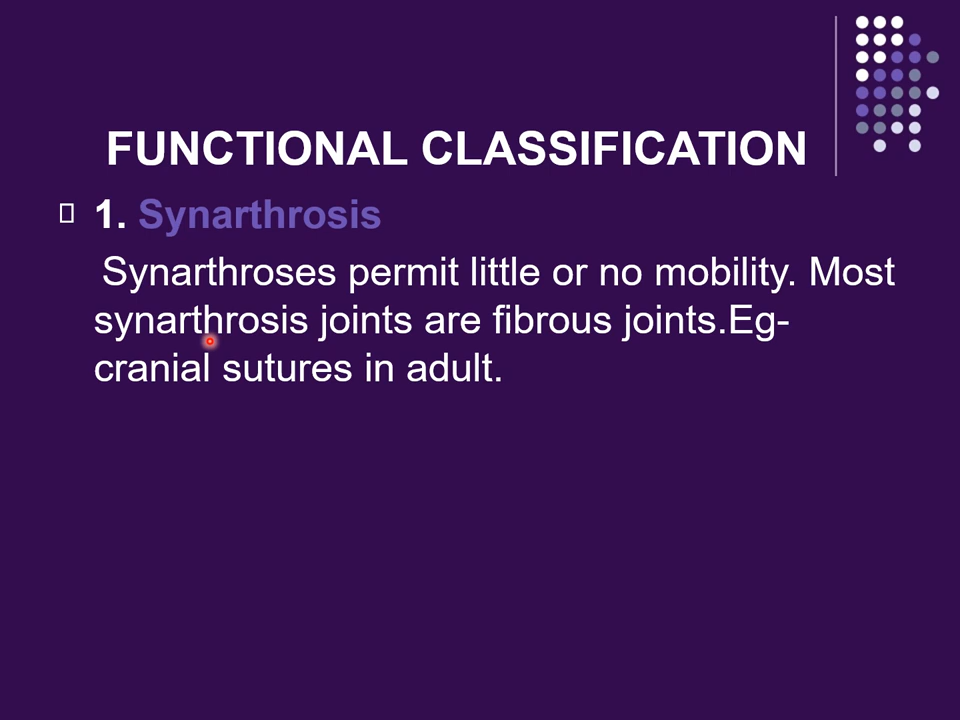 FUNCTIONAL CLASSIFICATION
1. Synarthrosis
Synarthroses permit little or no mobility. Most
synarthrosis joints are fibrous joints.Eg-
cranial sutures in adult.